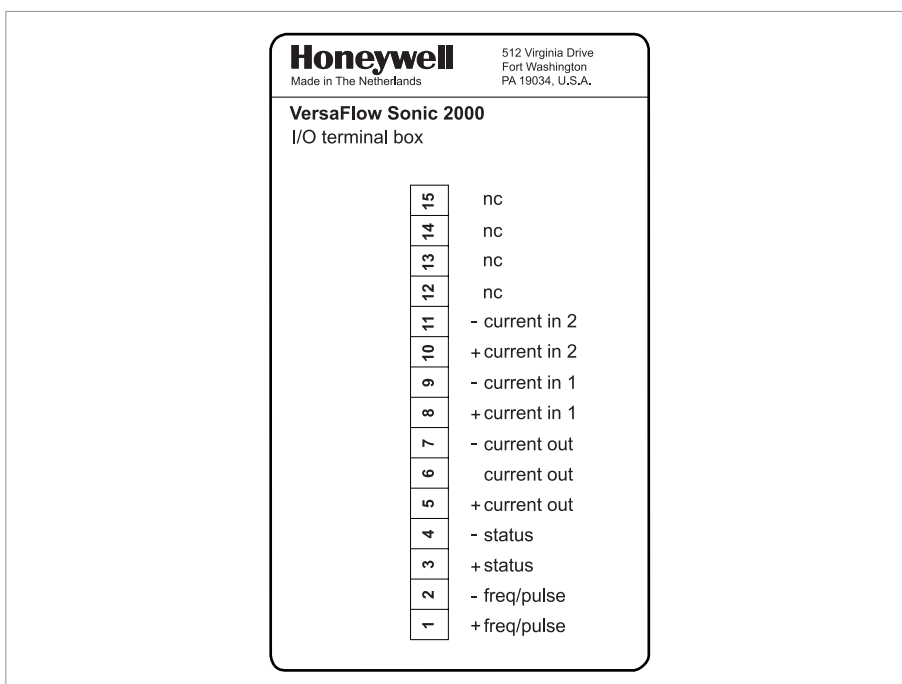 Honeywell
Made in The Netherlands
512 Virginia Drive
Fort Washington
PA 19034, U.S.A.
VersaFlow Sonic 2000
I/O terminal box
15 nc
14 nc
13 nc
12 nc
11 - current in 2
10 + current in 2
9 - current in 1
8 + current in 1
7 - current out
6 current out
5 + current out
4 - status
3 + status
2 - freq/pulse
1 + freq/pulse